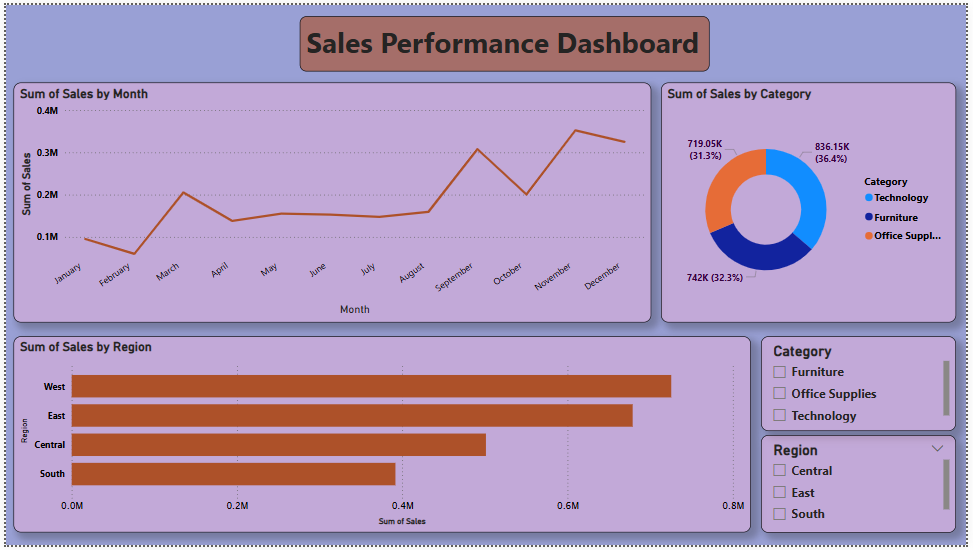 Sales Performance Dashboard
Sum of Sales by Month
0.4M
0.3M
0.2M
0.1M
Sum of Sales
January
February
March
April
May
June
July
August
September
October
November
December
Month
Sum of Sales by Category
719.05K
(31.3%)
836.15K
(36.4%)
742K (32.3%)
Category
Technology
Furniture
Office Suppl...
Sum of Sales by Region
Region
West
East
Central
South
0.0M
0.2M
0.4M
0.6M
0.8M
Sum of Sales
Category
Furniture
Office Supplies
Technology
Region
Central
East
South